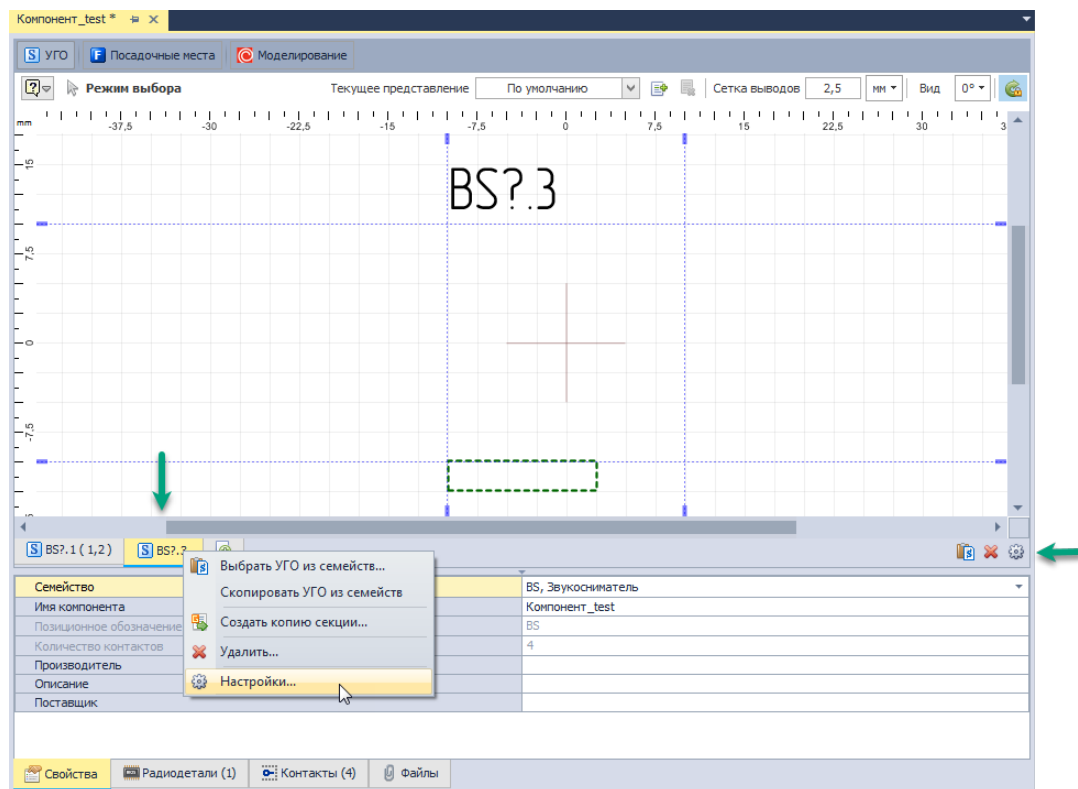 Компонент_test *
S УГО F Посадочные места Моделирование
Режим выбора Текущее представление По умолчанию Сетка выводов 2,5 мм Вид 0°
mm -37,5 -30 -22,5 -15 -7,5 0 7,5 15 22,5 30 3
15
BS?.3
7,5
0
-7,5
S BS?.1 ( 1,2 ) S BS?.3
Выбрать УГО из семейств...
Семейство BS, Звукосниматель
Скопировать УГО из семейств
Имя компонента Компонент_test
Позиционное обозначение BS
Создать копию секции...
Количество контактов 4
Удалить...
Производитель
Описание
Настройки...
Поставщик
Свойства Радиодетали (1) Контакты (4) Файлы